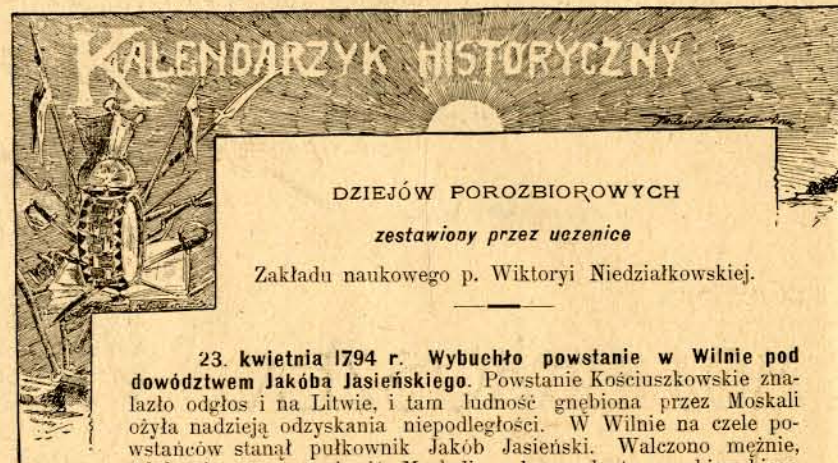 KALENDARZYK HISTORYCZNY
DZIEJÓW POROZBIOROWYCH
zestawiony przez uczenice
Zakładu naukowego p. Wiktoryi Niedziałkowskiej.
23. kwietnia 1794 r. Wybuchło powstanie w Wilnie pod
dowództwem Jakóba Jasieńskiego. Powstanie Kościuszkowskie zna-
lazło odgłos i na Litwie, i tam ludność gnębiona przez Moskali
ożyła nadzieją odzyskania niepodległości. W Wilnie na czele po-
wstańców stanął pułkownik Jakób Jasieński. Walczono mężnie,